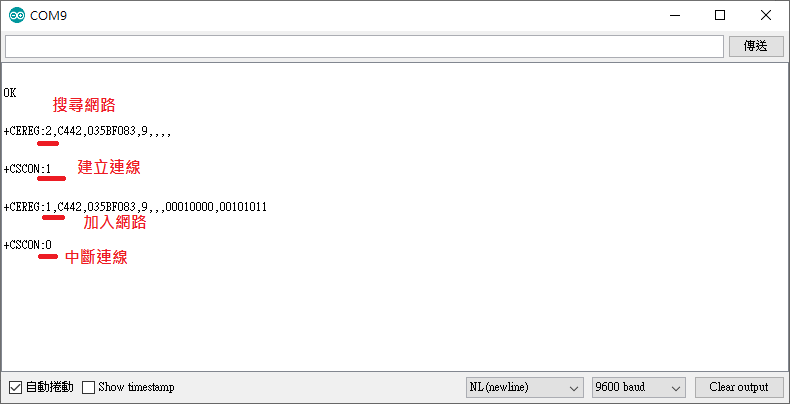 COM9
傳送
OK
搜尋網路
+CEREG:2,C442,035BF083,9,,,,
+CSCON:1
建立連線
+CEREG:1,C442,035BF083,9,,,00010000,00101011
加入網路
+CSCON:0
中斷連線
自動捲動
Show timestamp
NL(newline)
9600 baud
Clear output